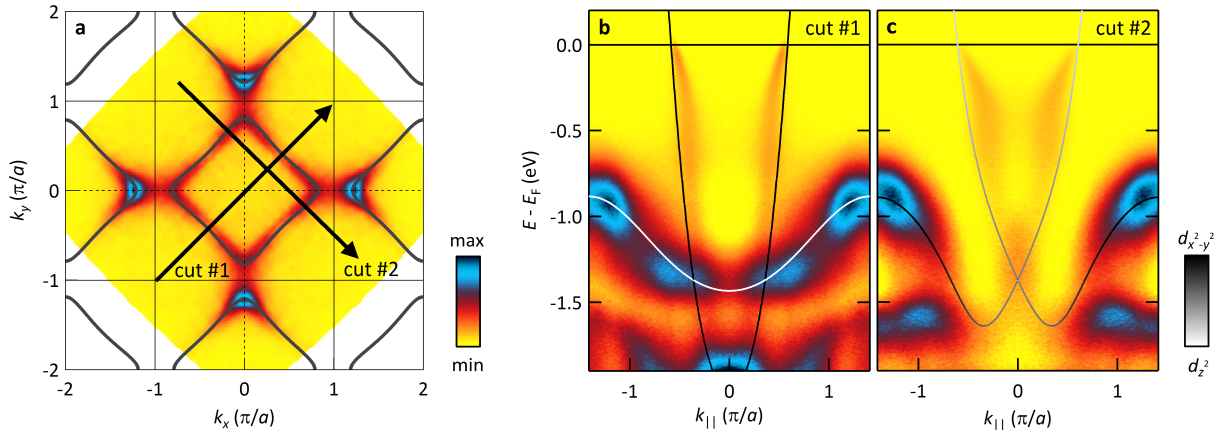 a
2
1
0
-1
-2
k_y (π/a)
-2
-1
0
1
2
k_x (π/a)
cut #1
cut #2
max
min
b
cut #1
0.0
-0.5
-1.0
-1.5
E - E_F (eV)
-1
0
1
k_|| (π/a)
c
cut #2
-1
0
1
k_|| (π/a)
d_x²-y²
d_z²